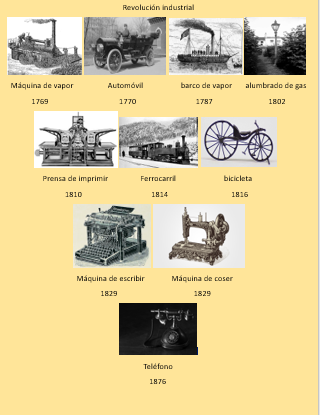 Revolución industrial
Máquina de vapor Automóvil barco de vapor alumbrado de gas
1769 1770 1787 1802
Prensa de imprimir Ferrocarril bicicleta
1810 1814 1816
Máquina de escribir Máquina de coser
1829 1829
Teléfono
1876